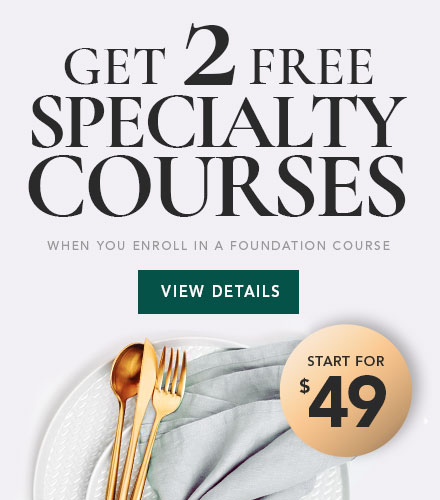 GET 2 FREE
SPECIALTY
COURSES
WHEN YOU ENROLL IN A FOUNDATION COURSE
VIEW DETAILS
START FOR
$49